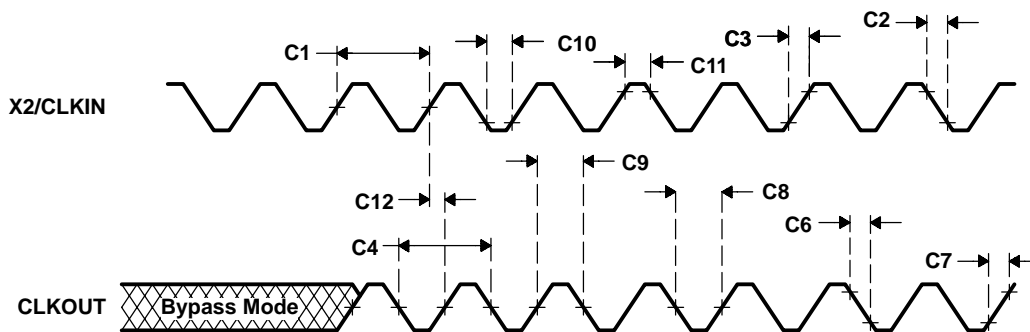 C1
C10
C3
C2
C11
X2/CLKIN
C9
C12
C8
C4
C6
C7
CLKOUT
Bypass Mode